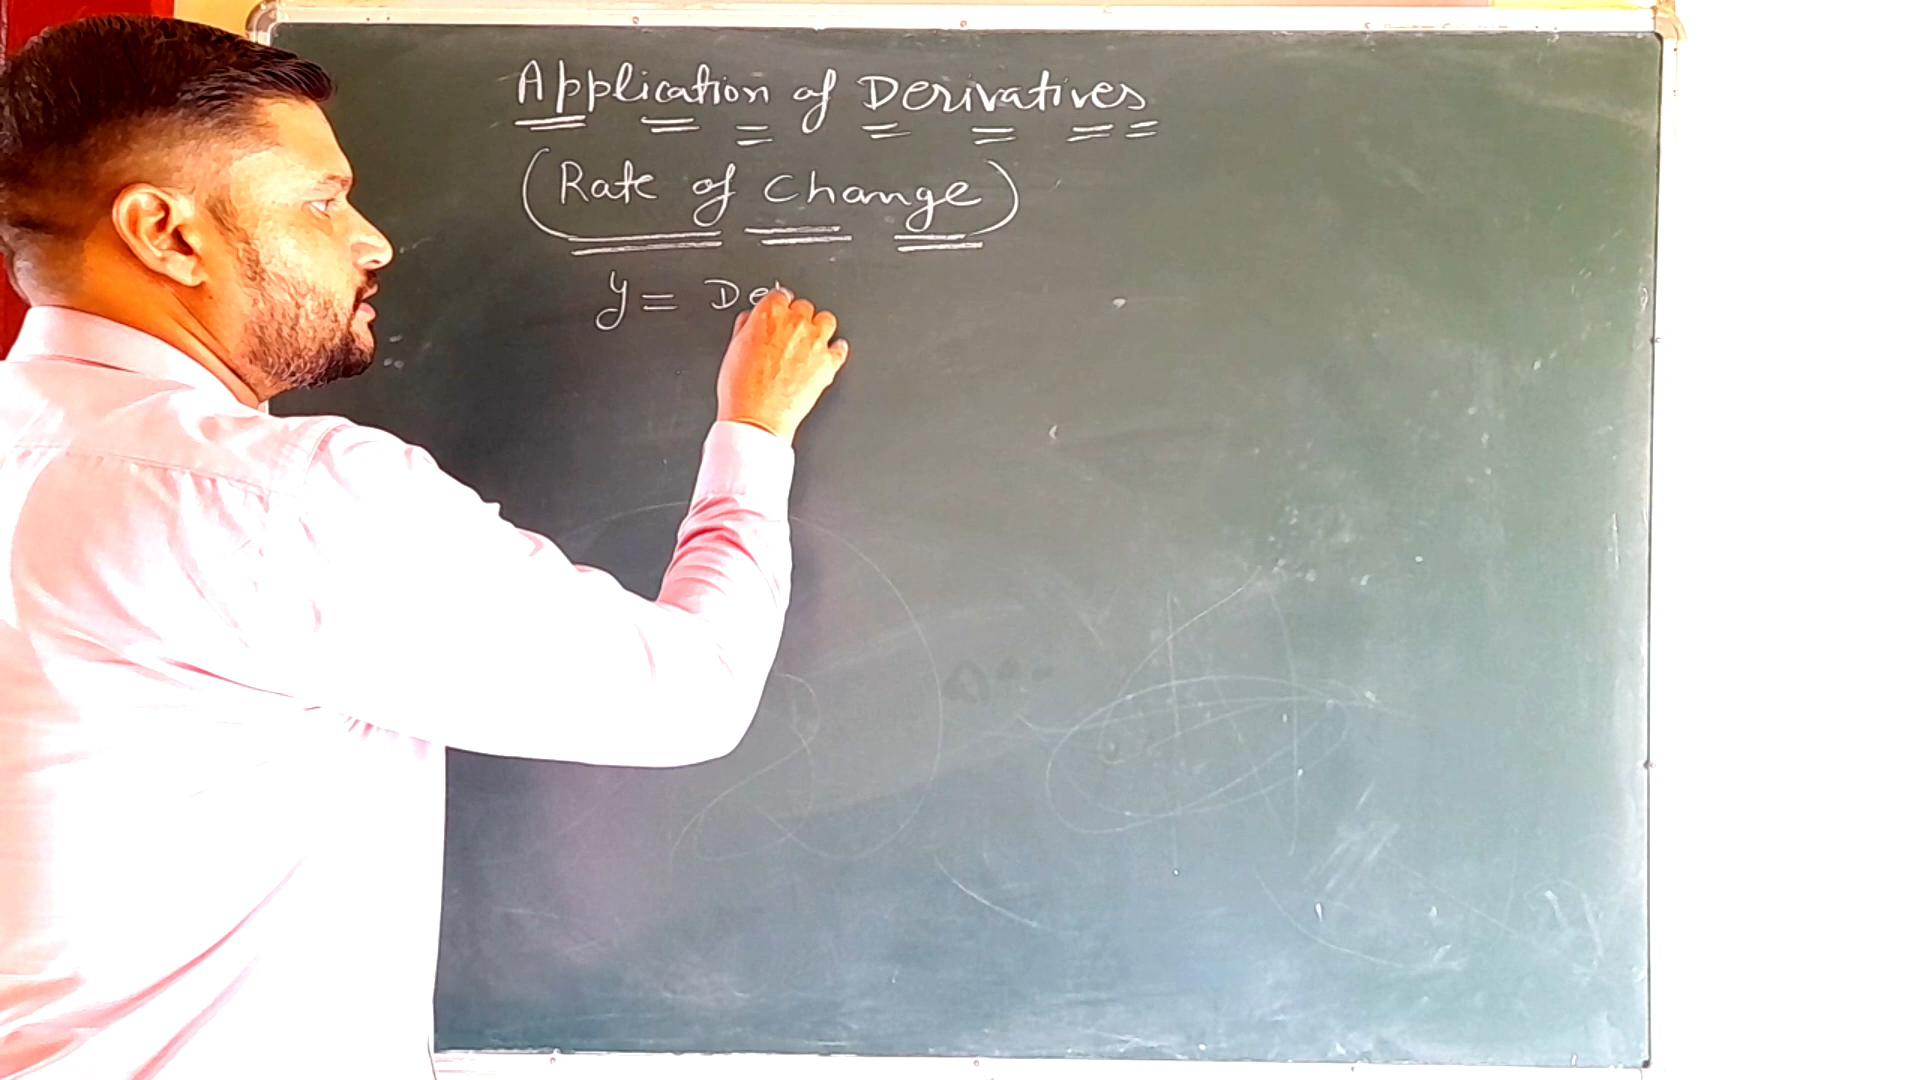 Application of Derivatives
(Rate of Change)
y = De